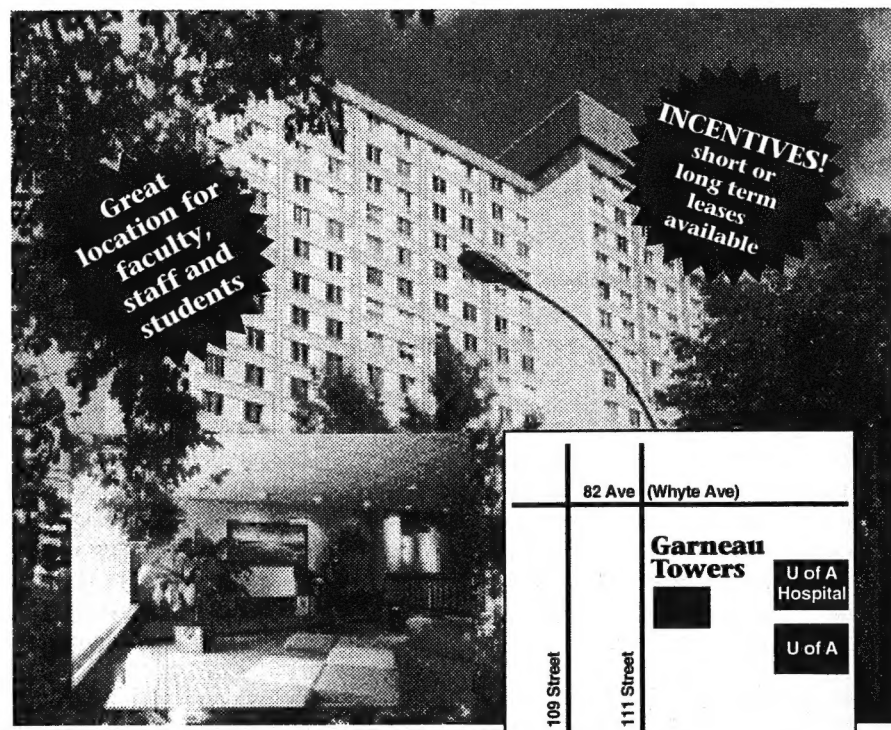 Great
location for
faculty,
staff and
students
INCENTIVES!
short or
long term
leases
available
82 Ave (Whyte Ave)
Garneau
Towers
U of A
Hospital
U of A
109 Street
111 Street